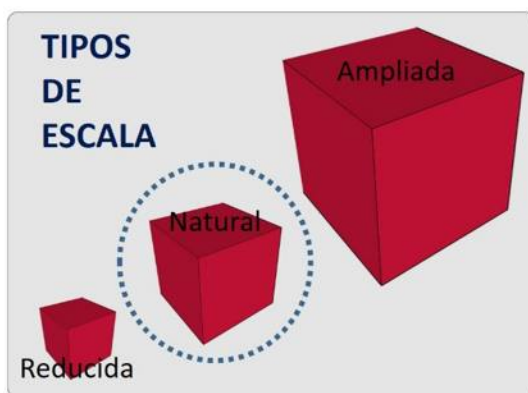 TIPOS
DE
ESCALA
Ampliada
Natural
Reducida